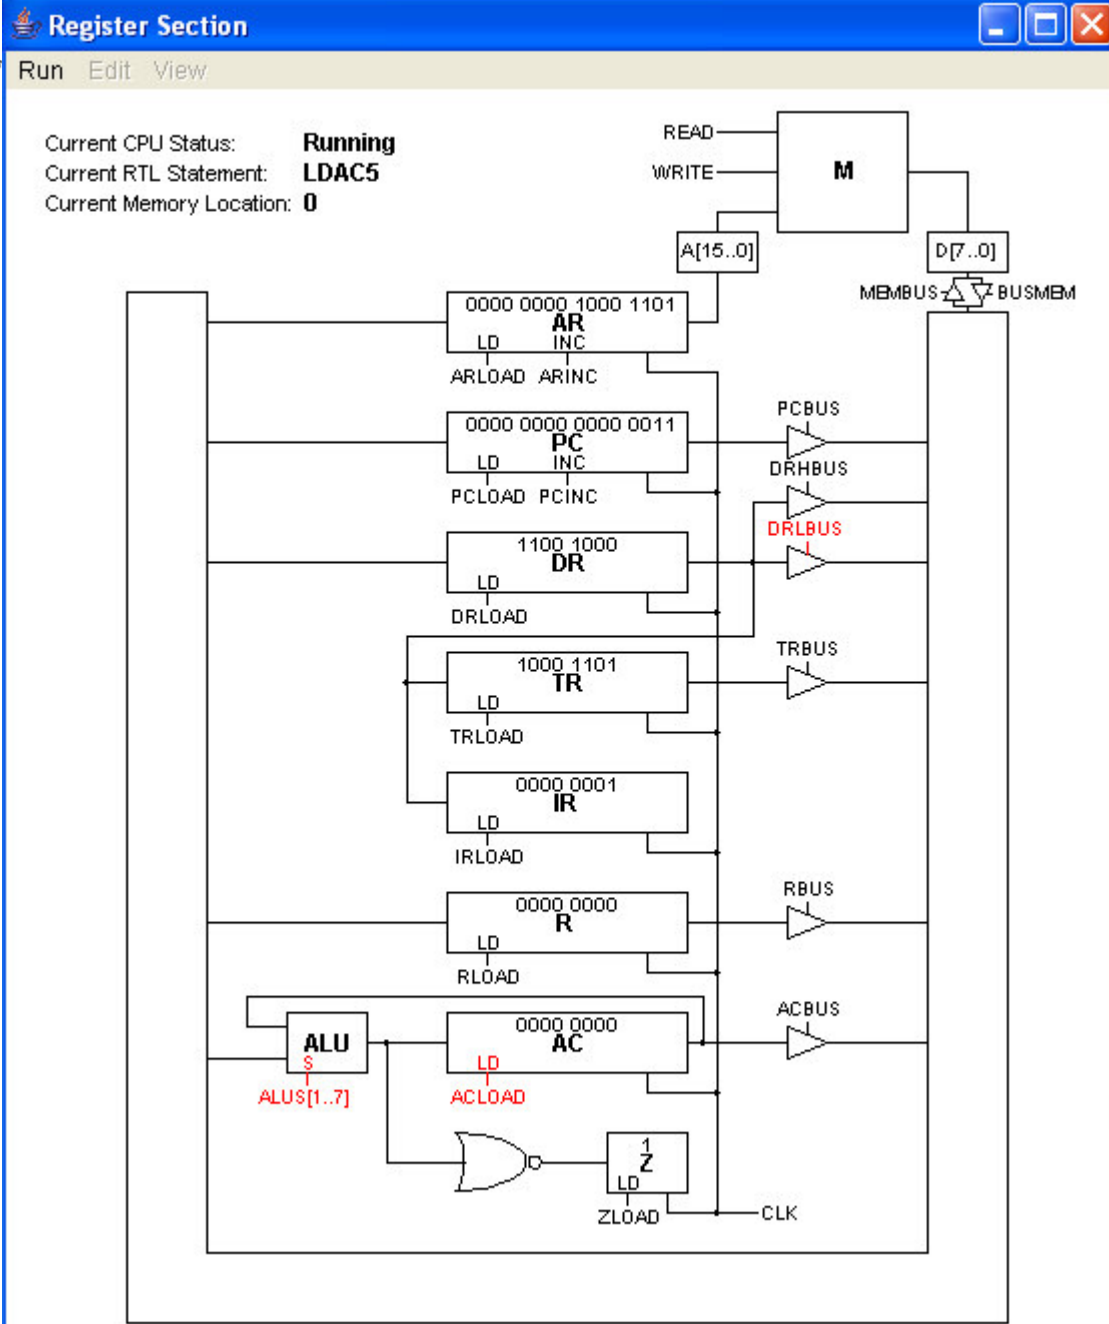 Register Section
Run Edit View
Current CPU Status: Running
Current RTL Statement: LDAC5
Current Memory Location: 0
READ
WRITE
M
A[15..0]
D[7..0]
MEMBUS
BUSMEM
0000 0000 1000 1101
AR
LD INC
ARLOAD ARINC
PCBUS
0000 0000 0000 0011
PC
LD INC
PCLOAD PCINC
DRHBUS
DRLBUS
1100 1000
DR
LD
DRLOAD
TRBUS
1000 1101
TR
LD
TRLOAD
0000 0001
IR
LD
IRLOAD
RBUS
0000 0000
R
LD
RLOAD
ACBUS
ALU
S
ALUS[1..7]
0000 0000
AC
LD
ACLOAD
1
Z
LD
ZLOAD
CLK